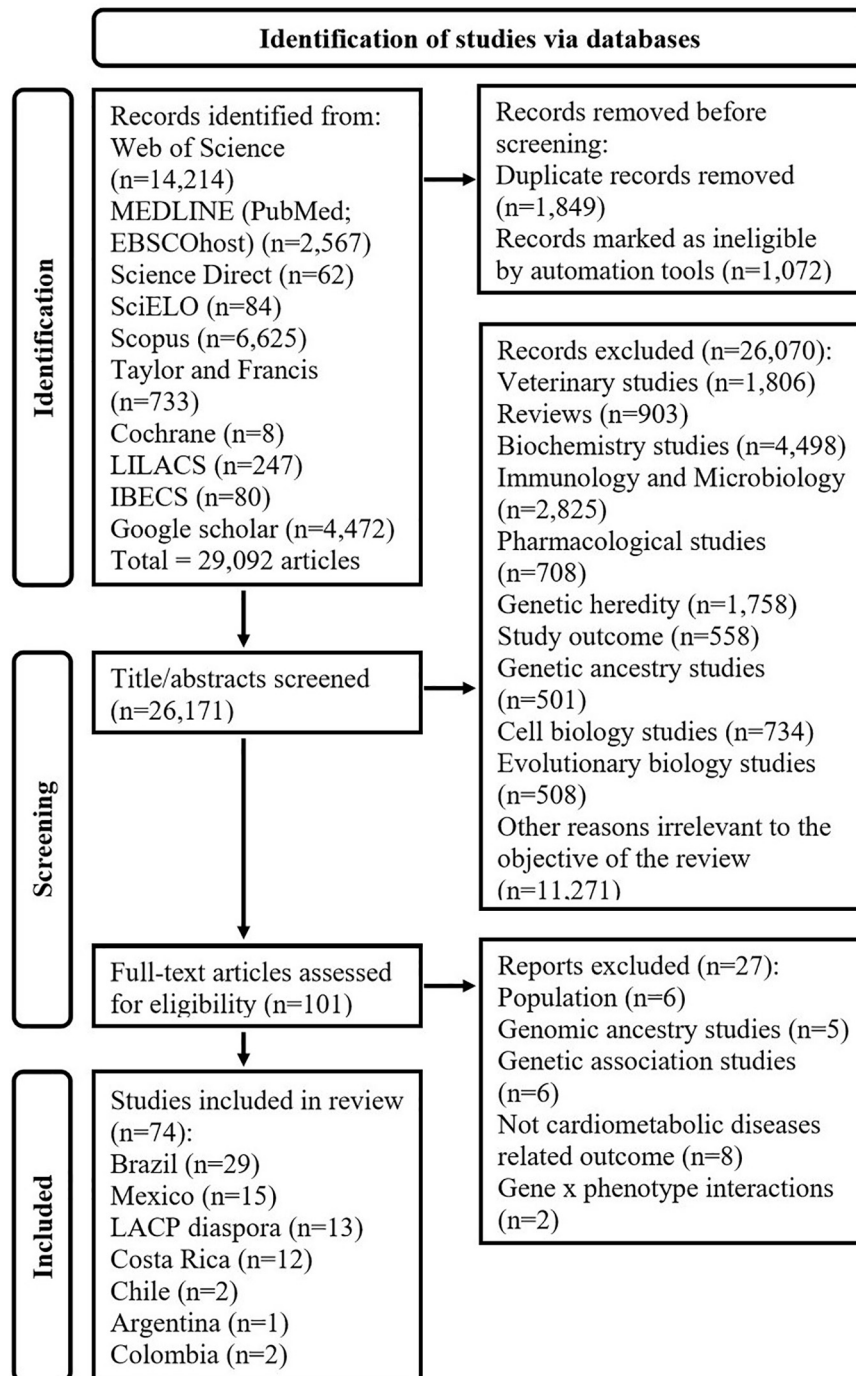 Identification of studies via databases
Identification
Records identified from:
Web of Science
(n=14,214)
MEDLINE (PubMed;
EBSCOhost) (n=2,567)
Science Direct (n=62)
SciELO (n=84)
Scopus (n=6,625)
Taylor and Francis
(n=733)
Cochrane (n=8)
LILACS (n=247)
IBECS (n=80)
Google scholar (n=4,472)
Total = 29,092 articles
Records removed before
screening:
Duplicate records removed
(n=1,849)
Records marked as ineligible
by automation tools (n=1,072)
Screening
Title/abstracts screened
(n=26,171)
Records excluded (n=26,070):
Veterinary studies (n=1,806)
Reviews (n=903)
Biochemistry studies (n=4,498)
Immunology and Microbiology
(n=2,825)
Pharmacological studies
(n=708)
Genetic heredity (n=1,758)
Study outcome (n=558)
Genetic ancestry studies
(n=501)
Cell biology studies (n=734)
Evolutionary biology studies
(n=508)
Other reasons irrelevant to the
objective of the review
(n=11,271)
Full-text articles assessed
for eligibility (n=101)
Reports excluded (n=27):
Population (n=6)
Genomic ancestry studies (n=5)
Genetic association studies
(n=6)
Not cardiometabolic diseases
related outcome (n=8)
Gene x phenotype interactions
(n=2)
Included
Studies included in review
(n=74):
Brazil (n=29)
Mexico (n=15)
LACP diaspora (n=13)
Costa Rica (n=12)
Chile (n=2)
Argentina (n=1)
Colombia (n=2)